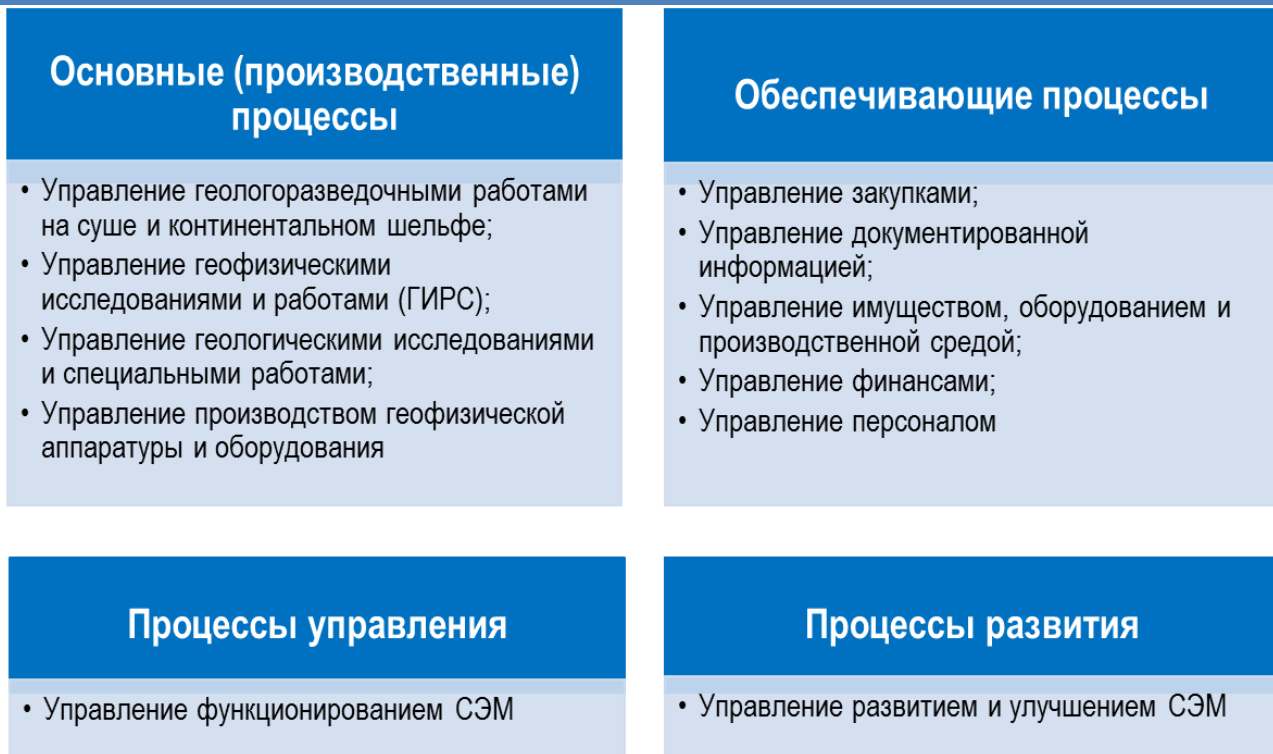 Основные (производственные)
процессы
• Управление геологоразведочными работами
на суше и континентальном шельфе;
• Управление геофизическими
исследованиями и работами (ГИРС);
• Управление геологическими исследованиями
и специальными работами;
• Управление производством геофизической
аппаратуры и оборудования
Обеспечивающие процессы
• Управление закупками;
• Управление документированной
информацией;
• Управление имуществом, оборудованием и
производственной средой;
• Управление финансами;
• Управление персоналом
Процессы управления
• Управление функционированием СЭМ
Процессы развития
• Управление развитием и улучшением СЭМ